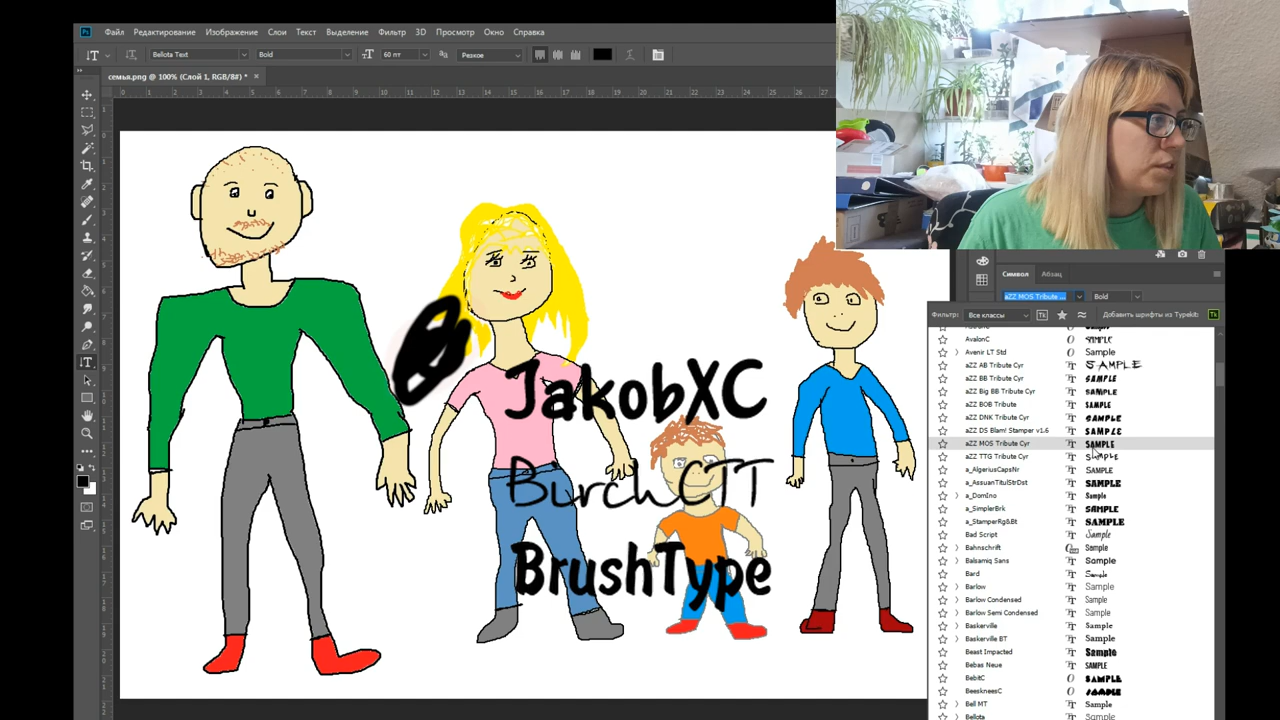 Файл Редактирование Изображение Слои Текст Выделение Фильтр 3D Просмотр Окно Справка
Bellota Text Bold 60 пт Резкое
семья.png @ 100% (Слой 1, RGB/8#) *
Символ Абзац
aZZ MOS Tribute ... Bold
Фильтр: Все классы Добавить шрифты из Typekit:
AvalonC SAMPLE
Avenir LT Std Sample
aZZ AB Tribute Cyr SAMPLE
aZZ BB Tribute Cyr SAMPLE
aZZ Big BB Tribute Cyr SAMPLE
aZZ BOB Tribute SAMPLE
aZZ DNK Tribute Cyr SAMPLE
aZZ DS Blam! Stamper v1.6 SAMPLE
aZZ MOS Tribute Cyr SAMPLE
aZZ TTG Tribute Cyr SAMPLE
a_AlgeriusCapsNr SAMPLE
a_AssuanTitulStrDst SAMPLE
a_DomIno Sample
a_SimplerBrk SAMPLE
a_StamperRg&Bt SAMPLE
Bad Script Sample
Bahnschrift Sample
Balsamiq Sans Sample
Bard Sample
Barlow Sample
Barlow Condensed Sample
Barlow Semi Condensed Sample
Baskerville Sample
Baskerville BT Sample
Beast Impacted Sample
Bebas Neue SAMPLE
BebitC SAMPLE
BeeskneesC SAMPLE
Bell MT Sample
Bellota Sample
JakobXC
BurchCTT
BrushType